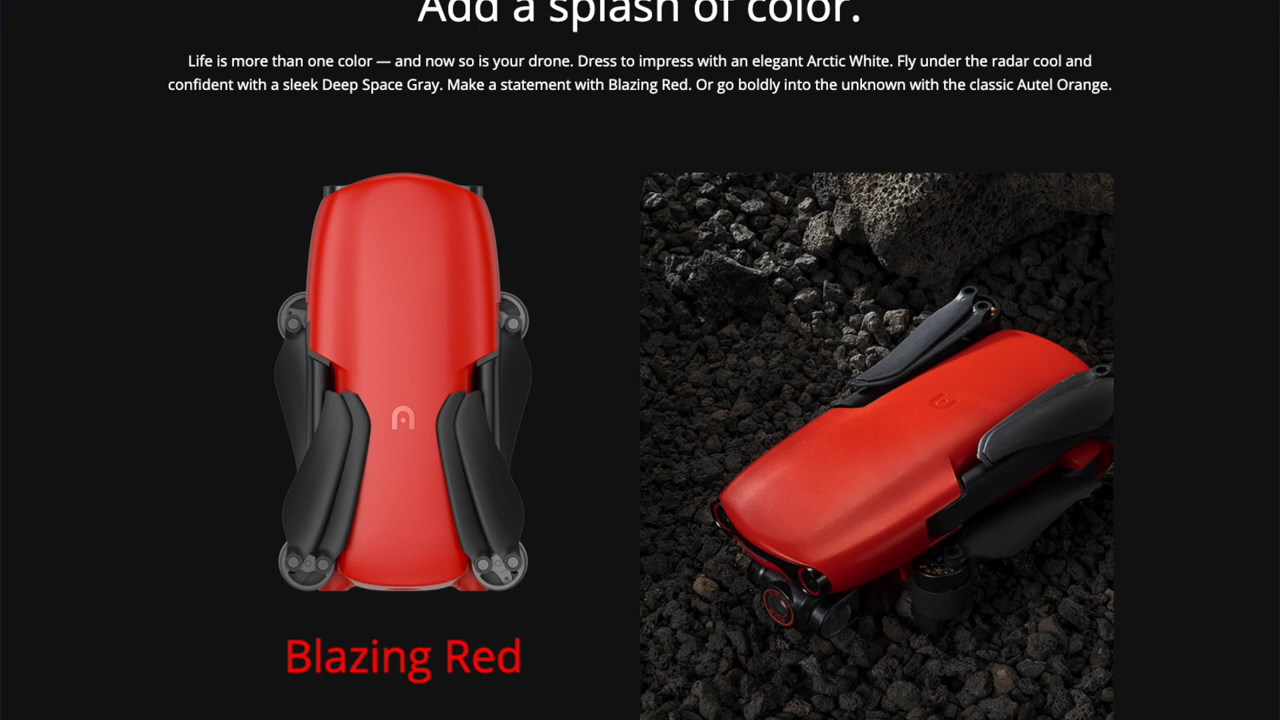 Add a splash of color.
Life is more than one color — and now so is your drone. Dress to impress with an elegant Arctic White. Fly under the radar cool and
confident with a sleek Deep Space Gray. Make a statement with Blazing Red. Or go boldly into the unknown with the classic Autel Orange.
Blazing Red